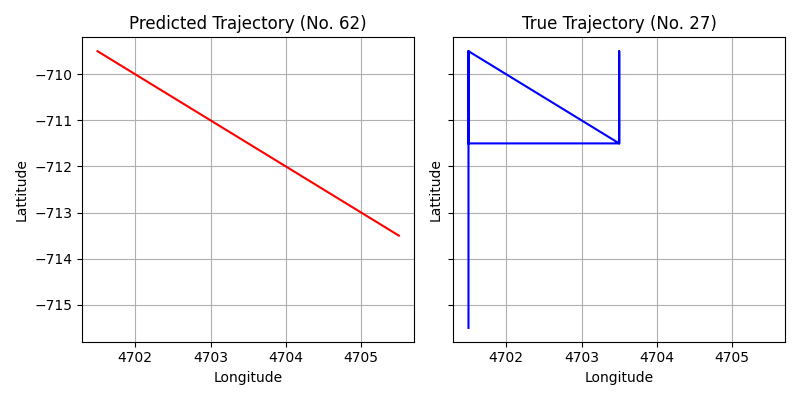 Predicted Trajectory (No. 62)
True Trajectory (No. 27)
−710
−711
−712
−713
−714
−715
Lattitude
Lattitude
4702
4703
4704
4705
4702
4703
4704
4705
Longitude
Longitude